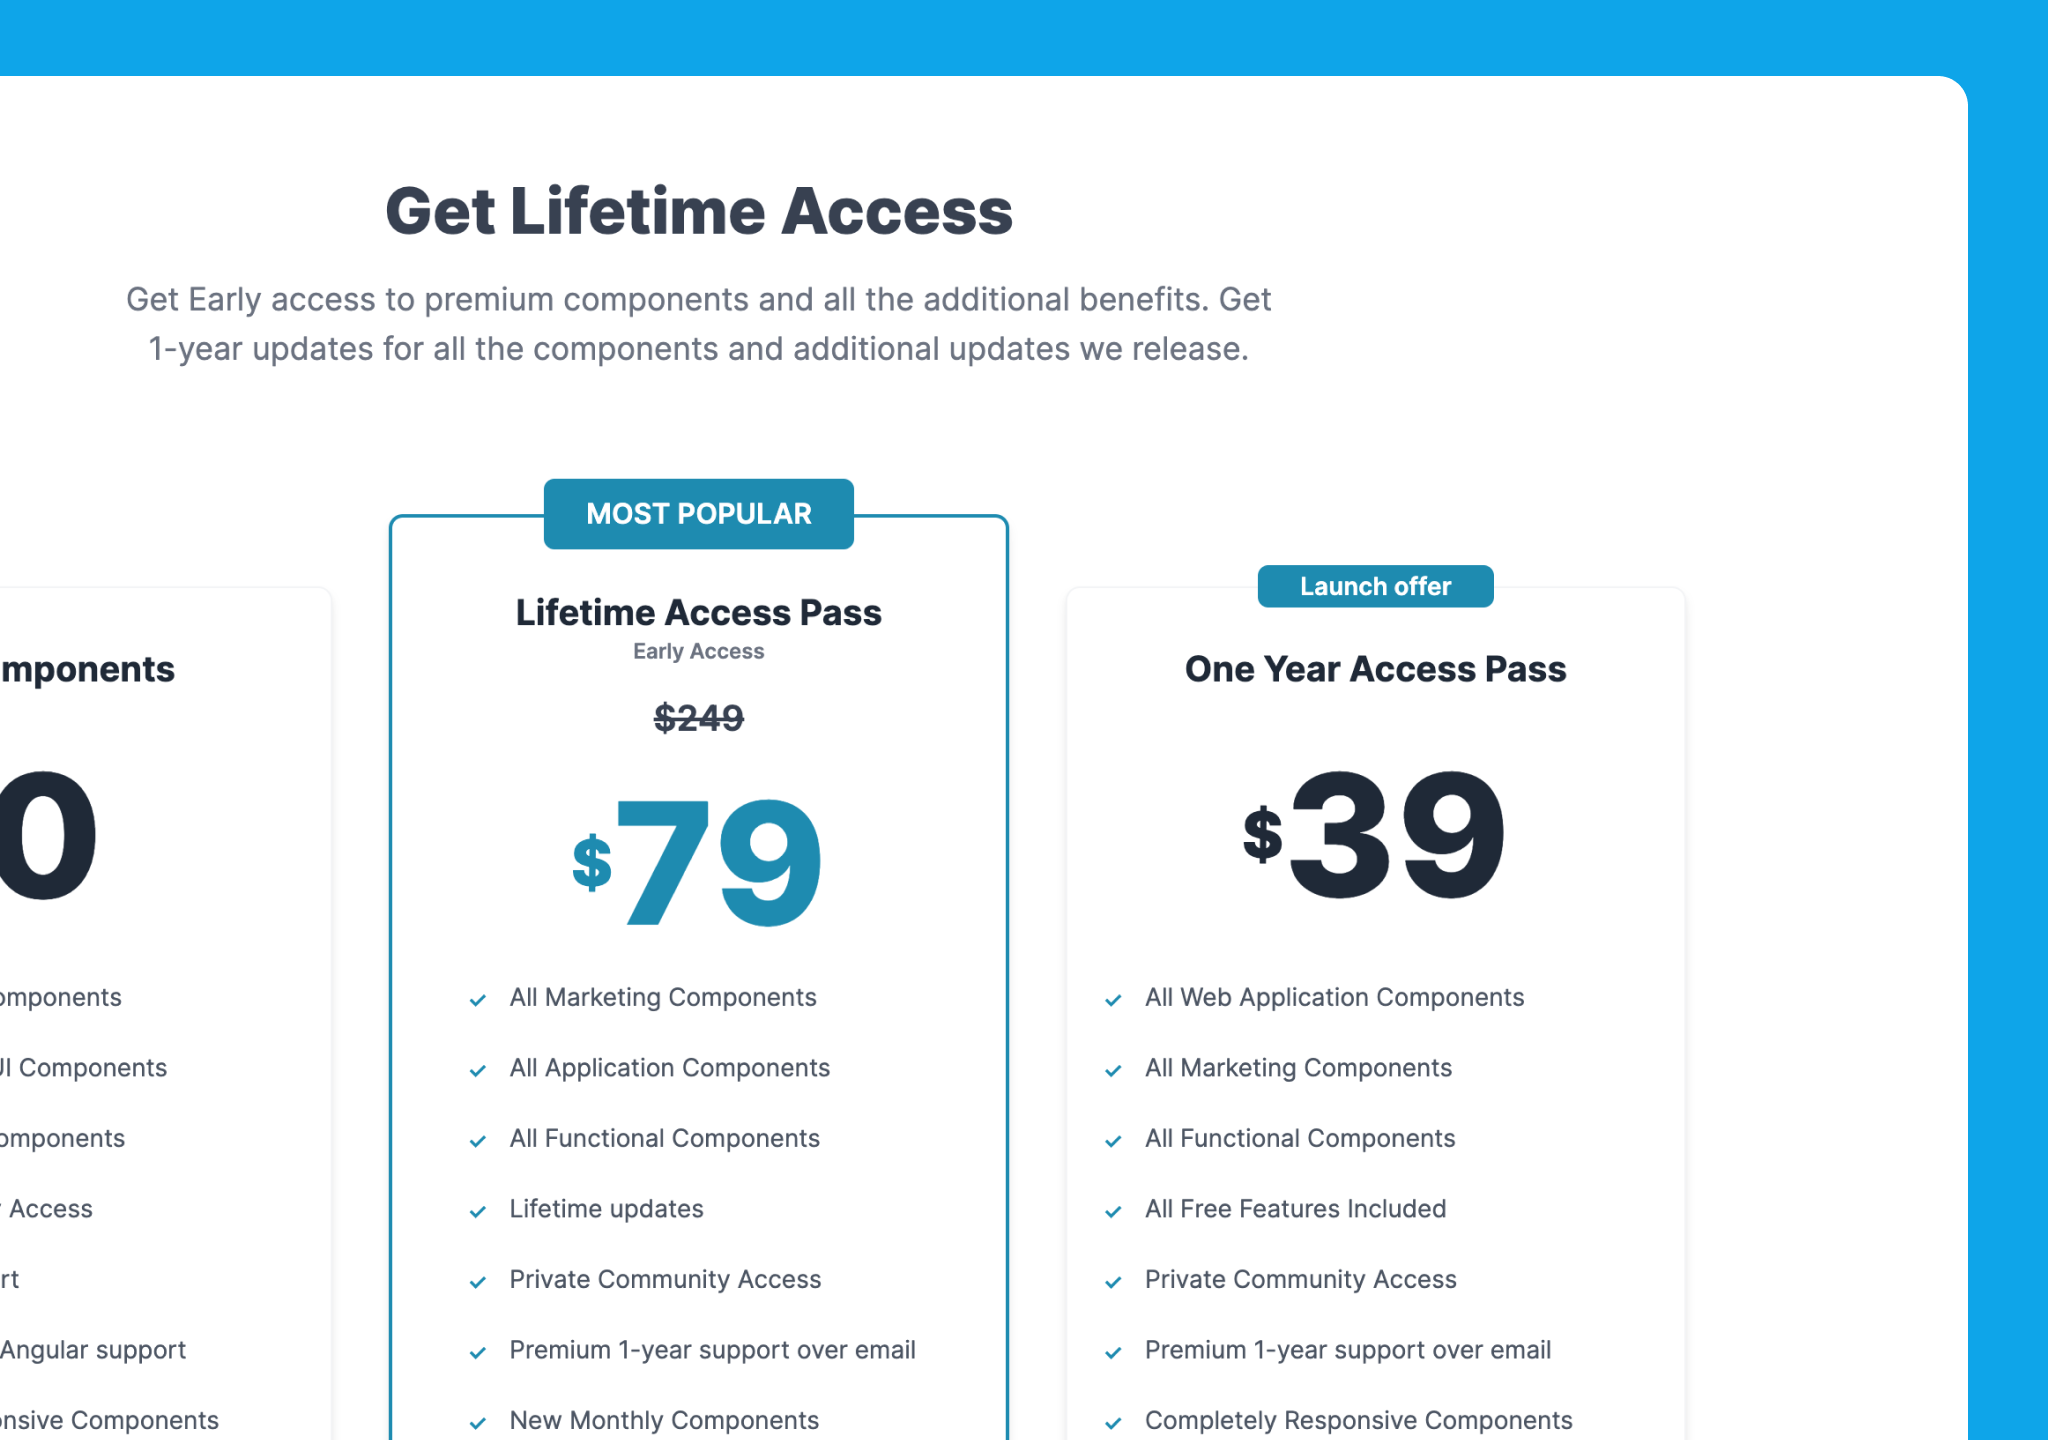 Get Lifetime Access
Get Early access to premium components and all the additional benefits. Get
1-year updates for all the components and additional updates we release.
mponents
0
omponents
UI Components
omponents
Access
rt
Angular support
onsive Components
MOST POPULAR
Lifetime Access Pass
Early Access
$249
$79
All Marketing Components
All Application Components
All Functional Components
Lifetime updates
Private Community Access
Premium 1-year support over email
New Monthly Components
Launch offer
One Year Access Pass
$39
All Web Application Components
All Marketing Components
All Functional Components
All Free Features Included
Private Community Access
Premium 1-year support over email
Completely Responsive Components